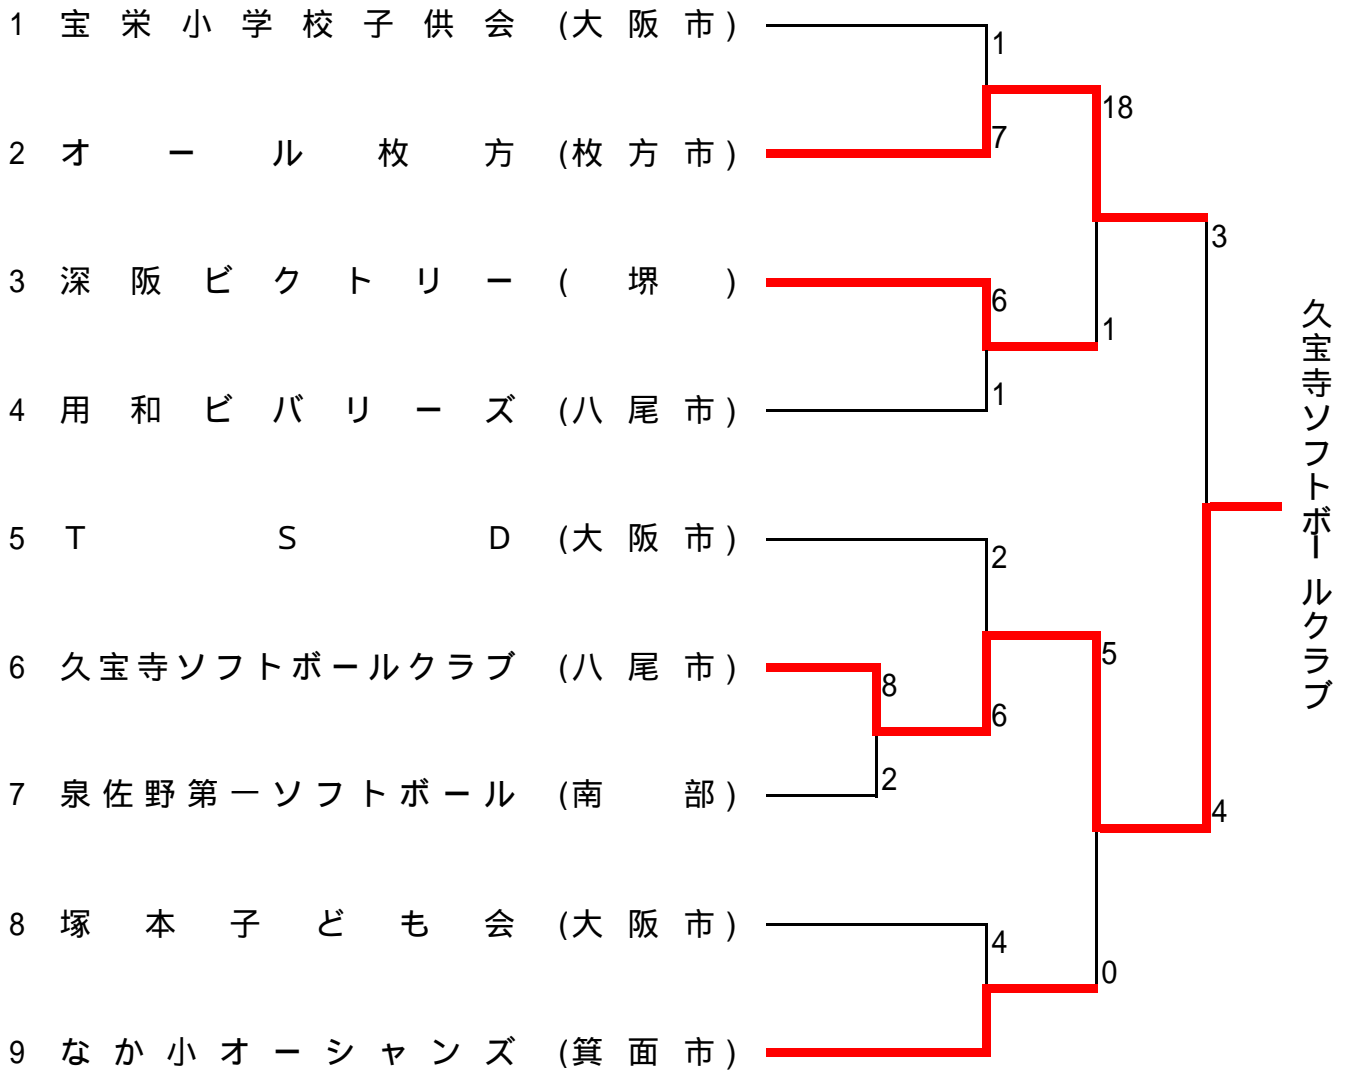 1 宝栄小学校子供会 (大阪市)
1
18
2 オール枚方 (枚方市)
7
3
3 深阪ビクトリー (堺)
6
1
4 用和ビバリーズ (八尾市)
1
久宝寺ソフトボールクラブ
5 TSD (大阪市)
2
5
6 久宝寺ソフトボールクラブ (八尾市)
8
6
7 泉佐野第一ソフトボール (南部)
2
4
8 塚本子ども会 (大阪市)
4
0
9 なか小オーシャンズ (箕面市)